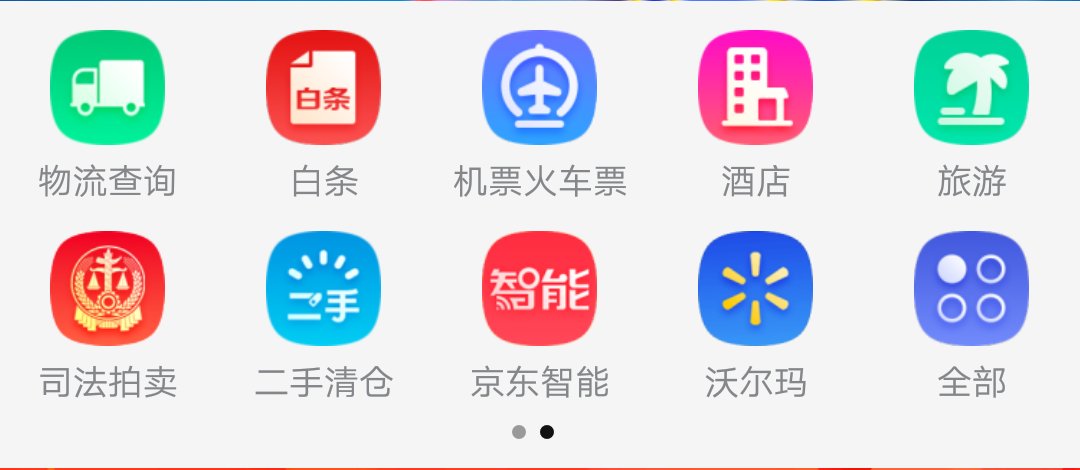 白条
物流查询 白条 机票火车票 酒店 旅游
二手 智能
司法拍卖 二手清仓 京东智能 沃尔玛 全部